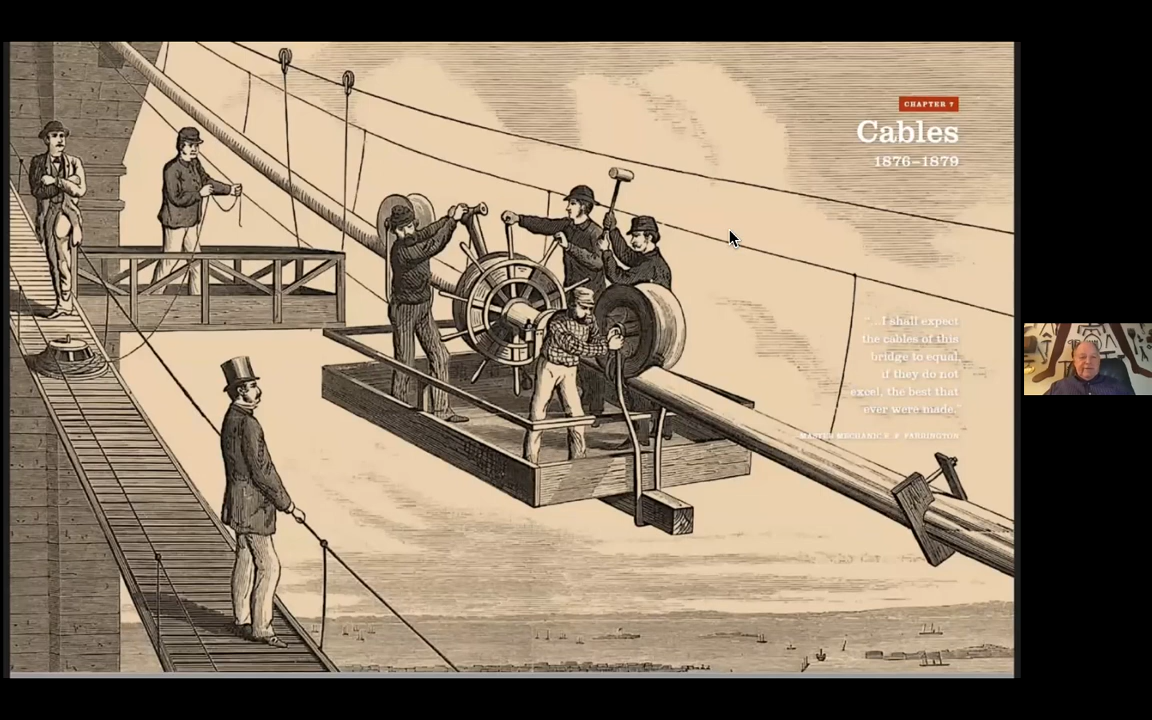 CHAPTER 7
Cables
1876–1879
“...I shall expect
the cables of this
bridge to equal,
if they do not
excel, the best that
ever were made.”
MASTER MECHANIC E. F. FARRINGTON